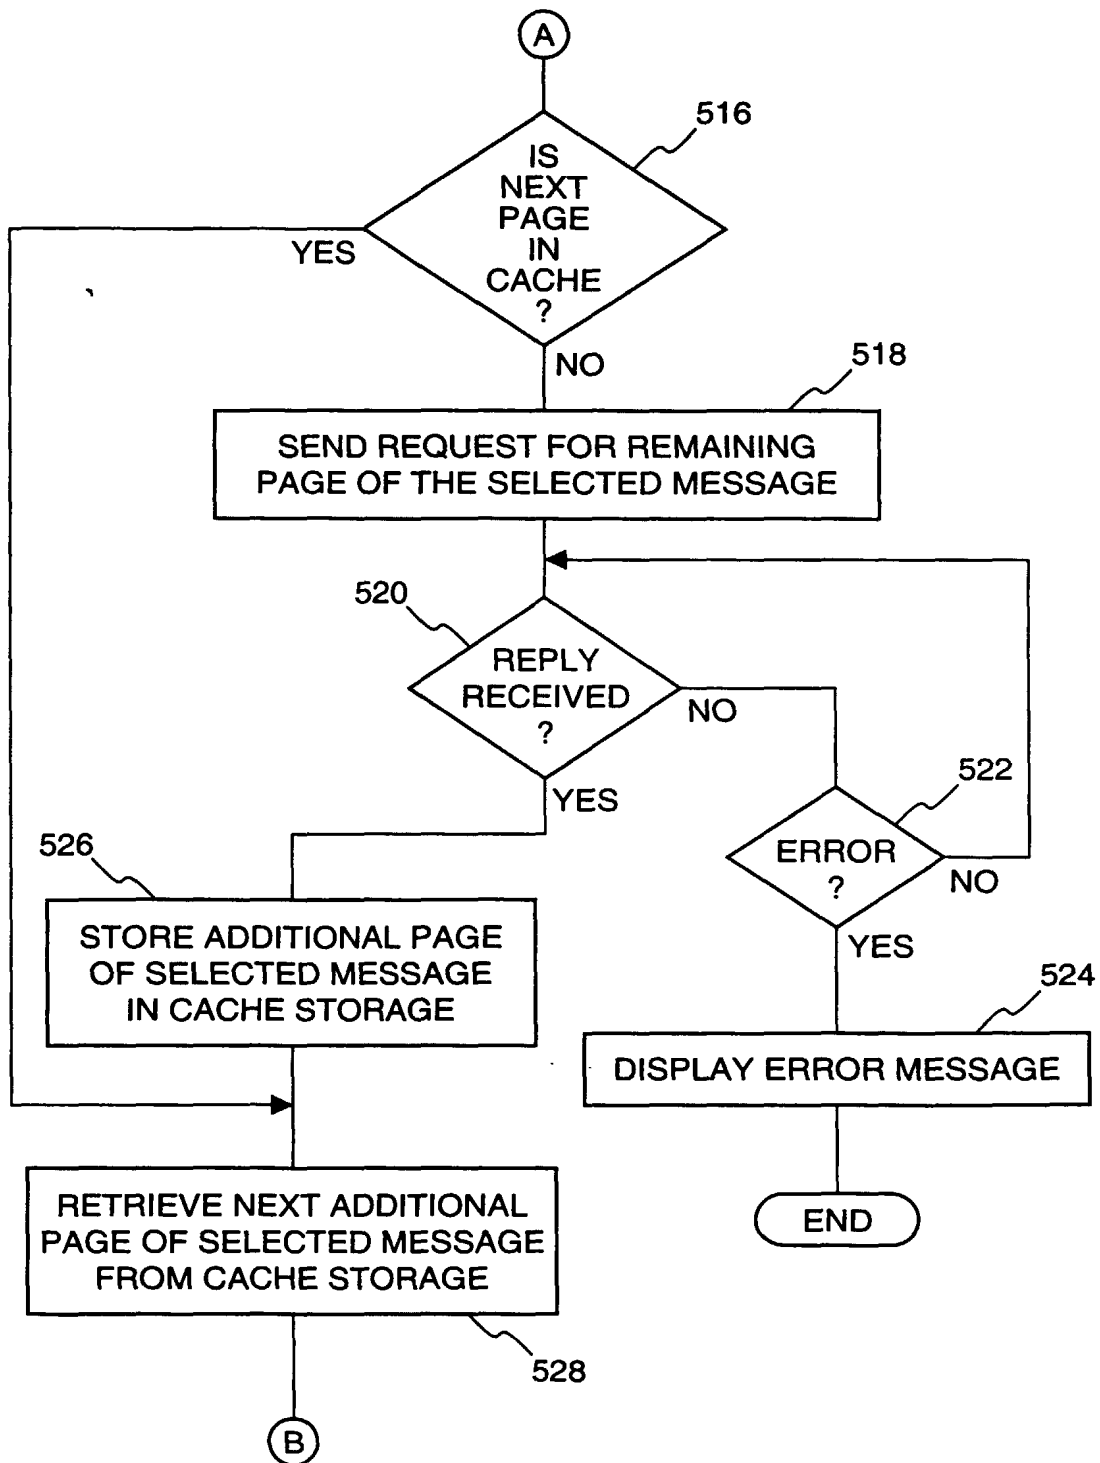 A
516
IS
NEXT
PAGE
IN
CACHE
?
YES
NO
518
SEND REQUEST FOR REMAINING
PAGE OF THE SELECTED MESSAGE
520
REPLY
RECEIVED
?
NO
YES
522
ERROR
?
NO
YES
526
STORE ADDITIONAL PAGE
OF SELECTED MESSAGE
IN CACHE STORAGE
524
DISPLAY ERROR MESSAGE
RETRIEVE NEXT ADDITIONAL
PAGE OF SELECTED MESSAGE
FROM CACHE STORAGE
END
528
B